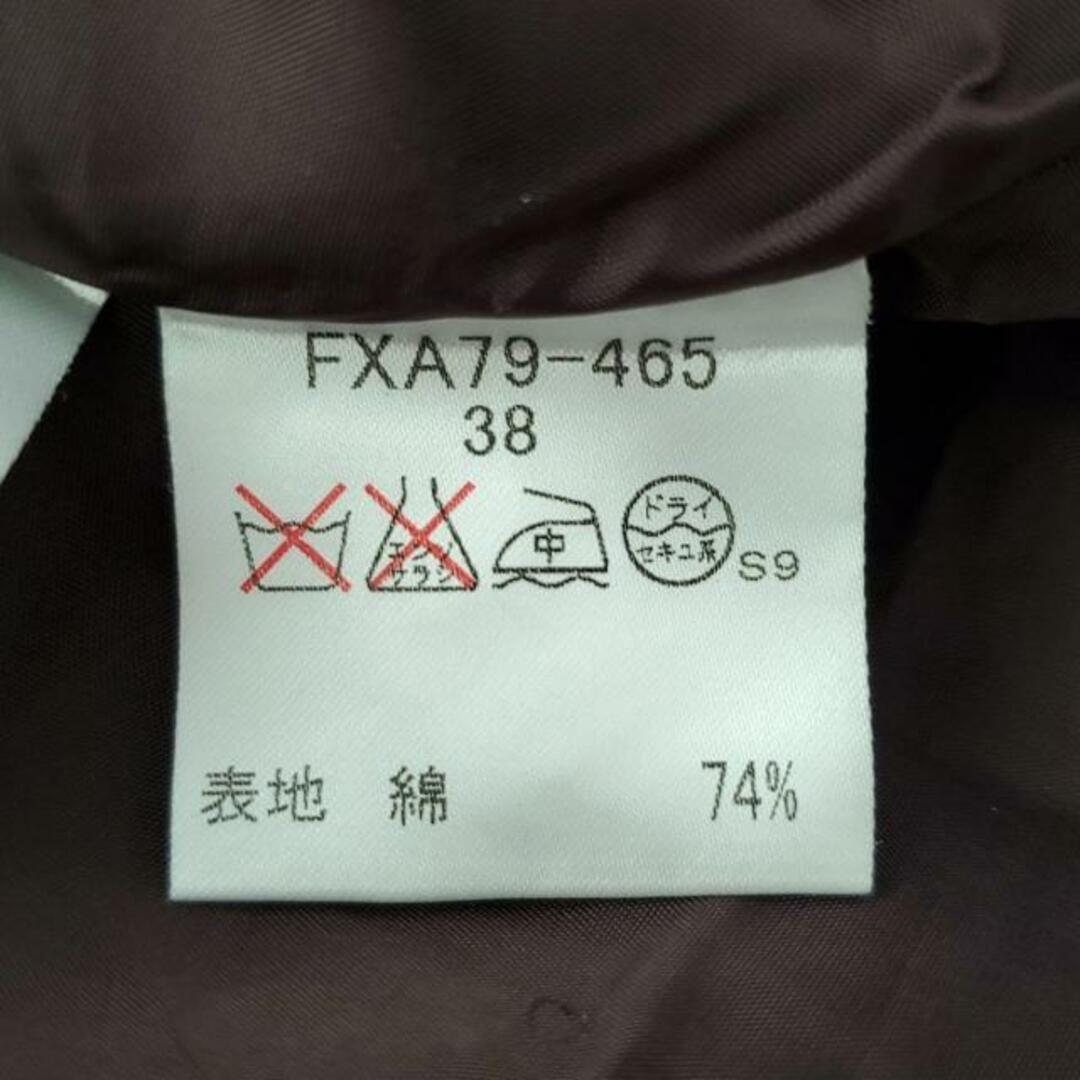 FXA79-465
38
エンソ
サラシ
中
ドライ
セキユ系
S9
表地 綿 74%